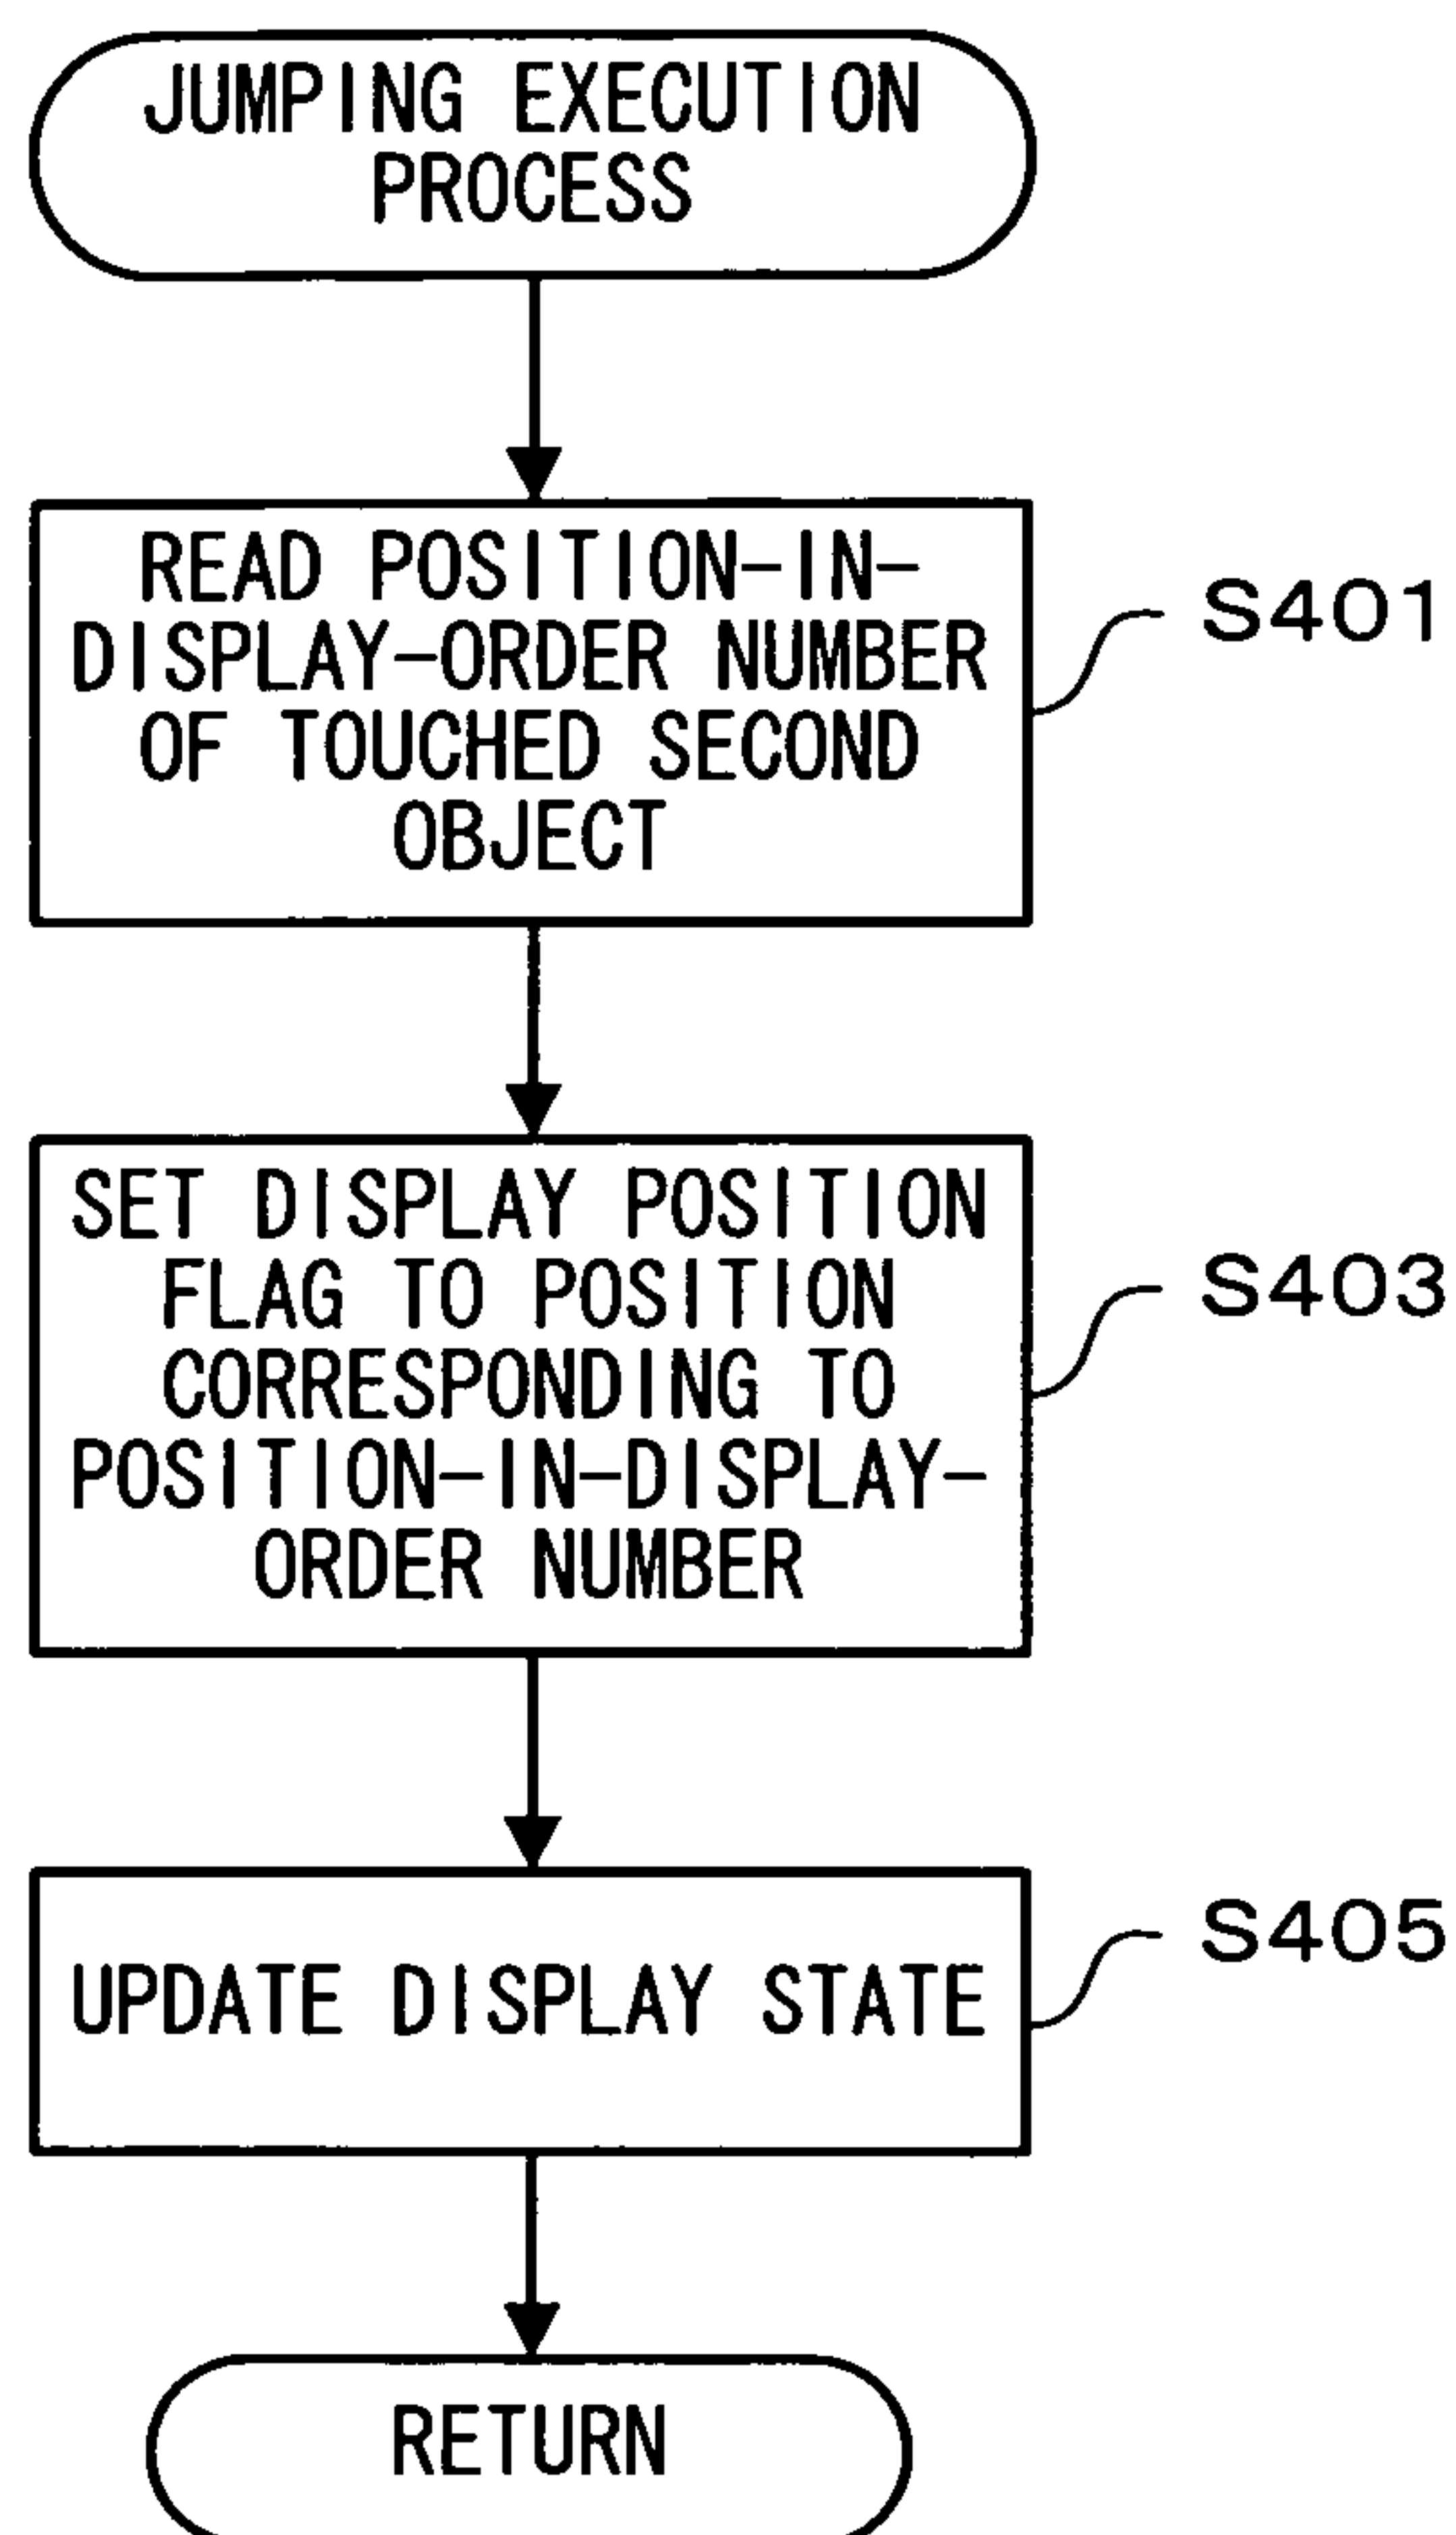 JUMPING EXECUTION
PROCESS
READ POSITION-IN-
DISPLAY-ORDER NUMBER
OF TOUCHED SECOND
OBJECT
S401
SET DISPLAY POSITION
FLAG TO POSITION
CORRESPONDING TO
POSITION-IN-DISPLAY-
ORDER NUMBER
S403
UPDATE DISPLAY STATE
S405
RETURN